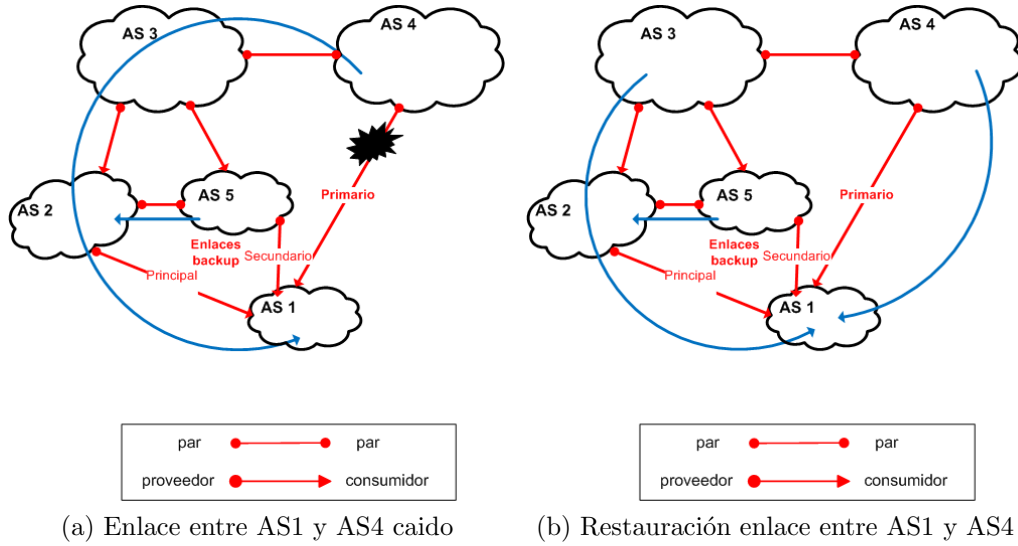 AS 3
AS 4
AS 2
AS 5
Primario
Enlaces
backup
Secundario
Principal
AS 1
par
par
proveedor
consumidor
(a) Enlace entre AS1 y AS4 caido
AS 3
AS 4
AS 2
AS 5
Primario
Enlaces
backup
Secundario
Principal
AS 1
par
par
proveedor
consumidor
(b) Restauración enlace entre AS1 y AS4